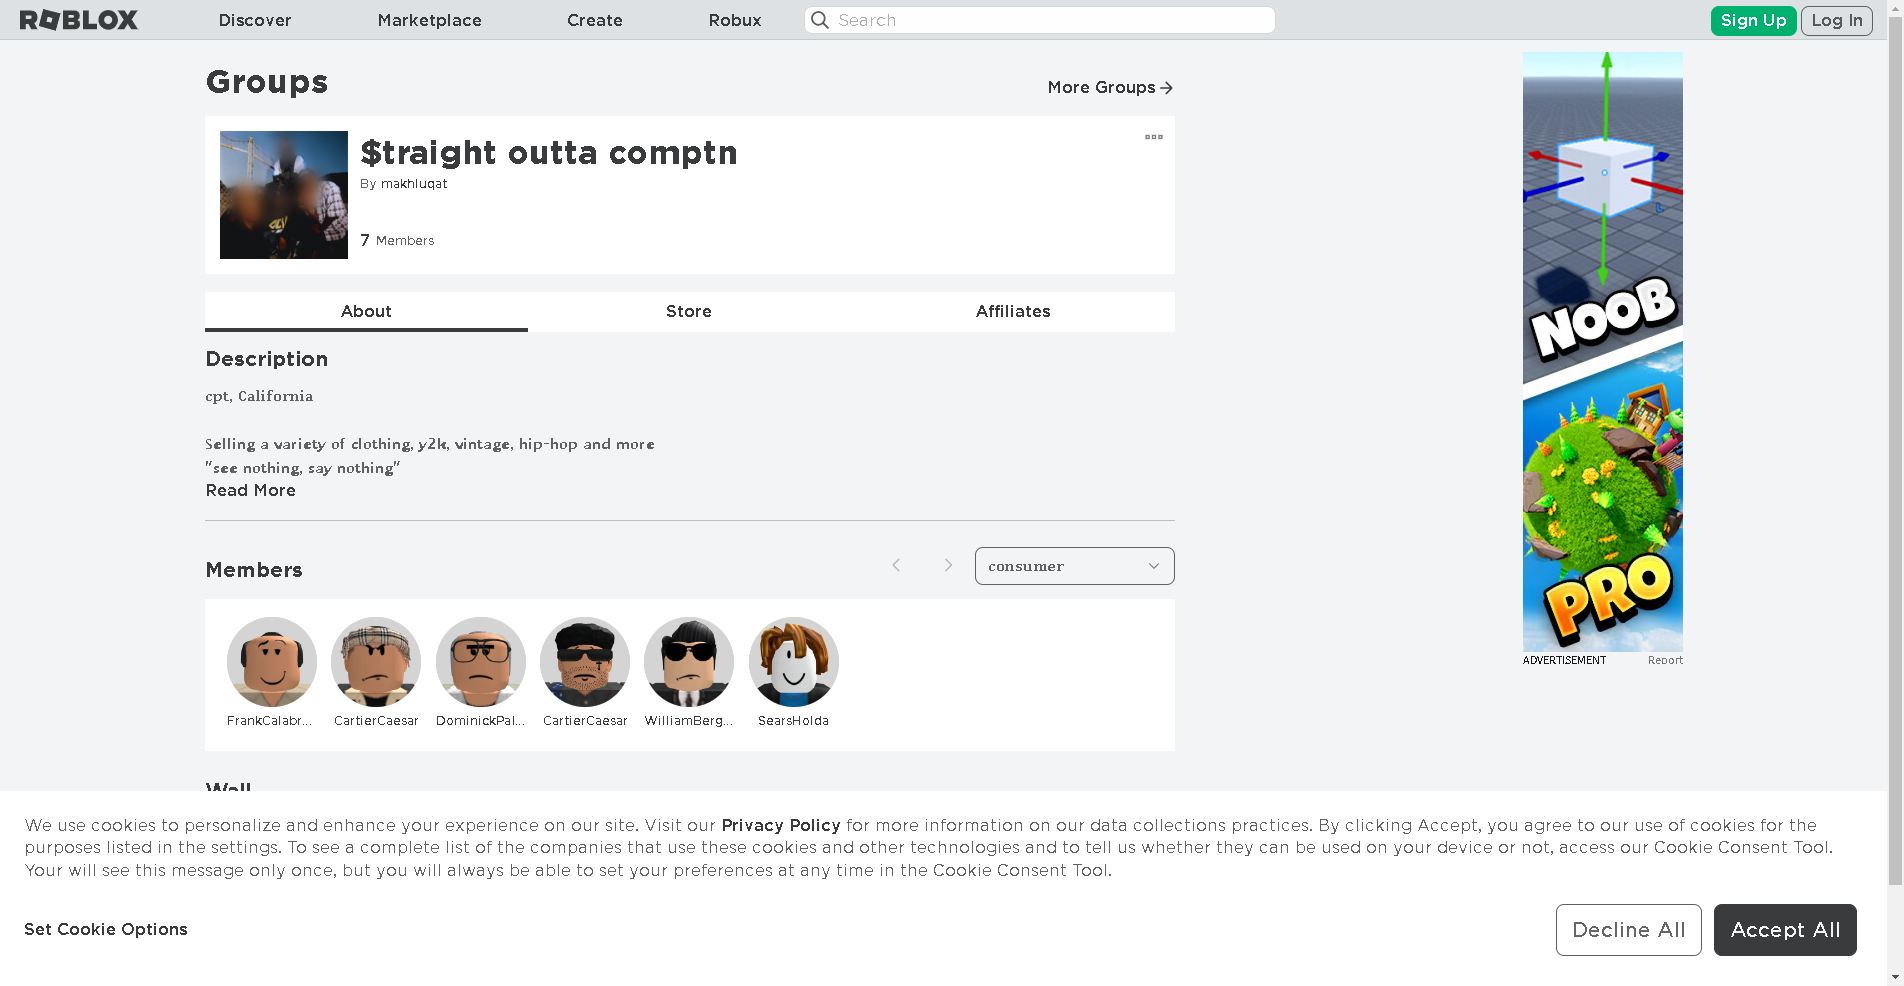 ROBLOX
Discover
Marketplace
Create
Robux
Search
Sign Up
Log In
Groups
More Groups
$traight outta comptn
By makhluqat
7 Members
About
Store
Affiliates
Description
cpt, California
Selling a variety of clothing, y2k, vintage, hip-hop and more
"see nothing, say nothing"
Read More
Members
consumer
FrankCalabr...
CartierCaesar
DominickPal...
CartierCaesar
WilliamBerg...
SearsHolda
NOOB
PRO
ADVERTISEMENT
Report
Wall
We use cookies to personalize and enhance your experience on our site. Visit our Privacy Policy for more information on our data collections practices. By clicking Accept, you agree to our use of cookies for the
purposes listed in the settings. To see a complete list of the companies that use these cookies and other technologies and to tell us whether they can be used on your device or not, access our Cookie Consent Tool.
Your will see this message only once, but you will always be able to set your preferences at any time in the Cookie Consent Tool.
Set Cookie Options
Decline All
Accept All